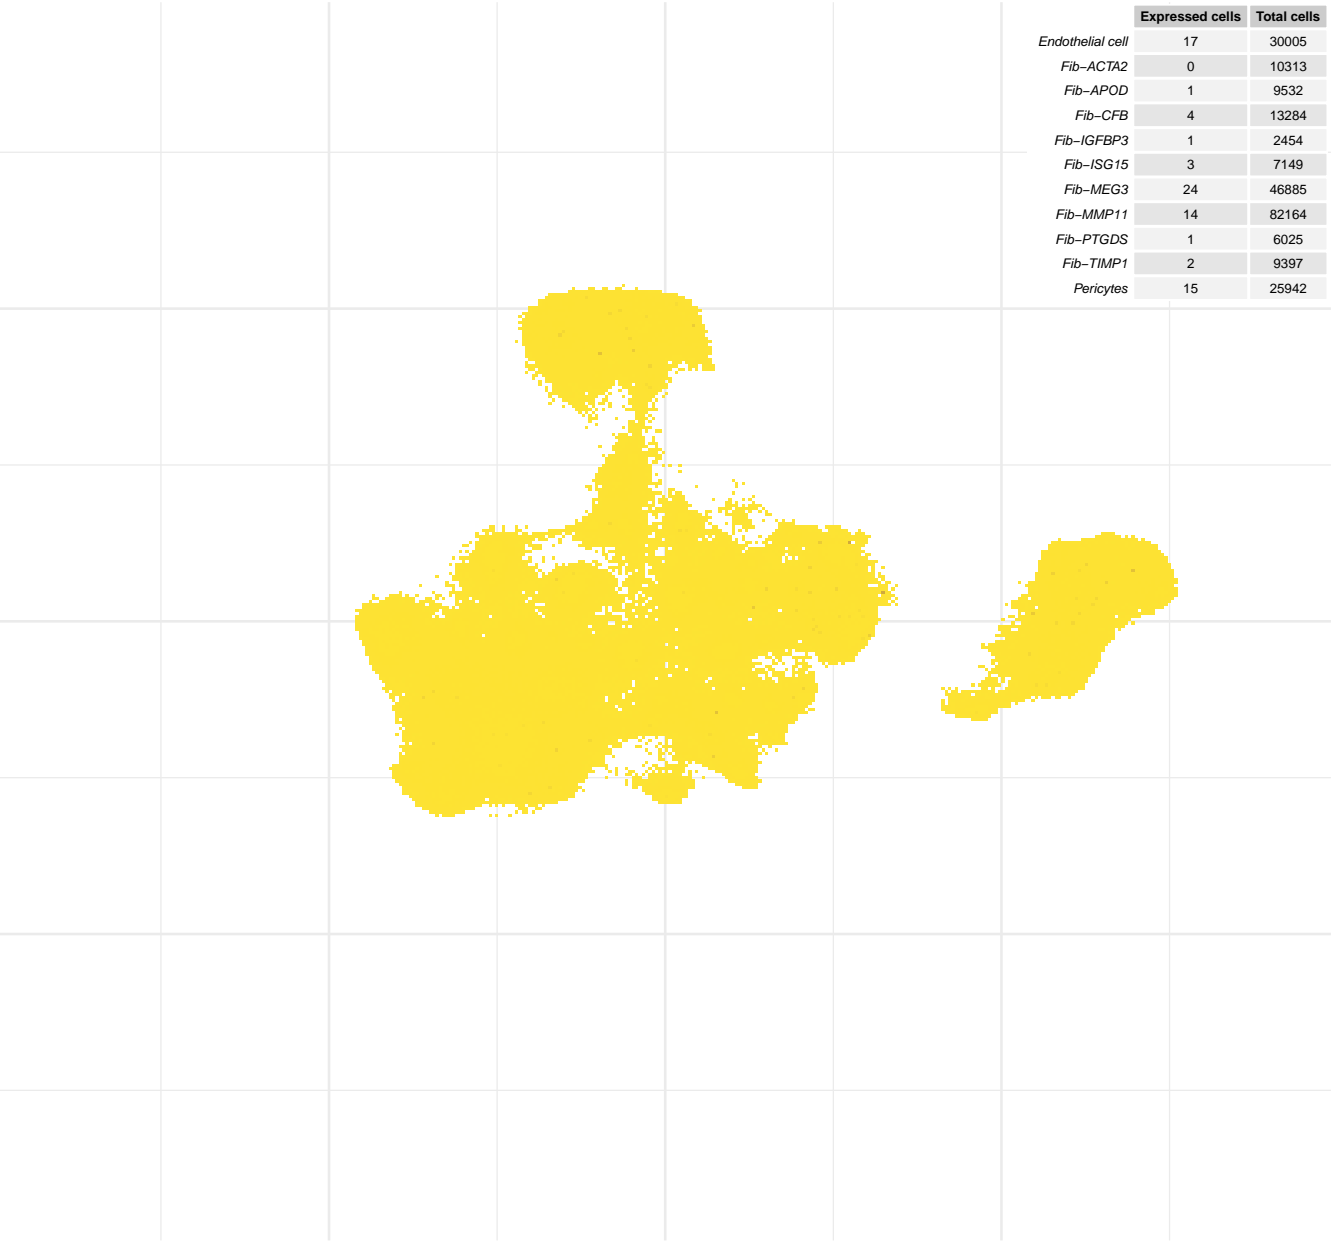 Expressed cells Total cells
Endothelial cell 17 30005
Fib−ACTA2 0 10313
Fib−APOD 1 9532
Fib−CFB 4 13284
Fib−IGFBP3 1 2454
Fib−ISG15 3 7149
Fib−MEG3 24 46885
Fib−MMP11 14 82164
Fib−PTGDS 1 6025
Fib−TIMP1 2 9397
Pericytes 15 25942